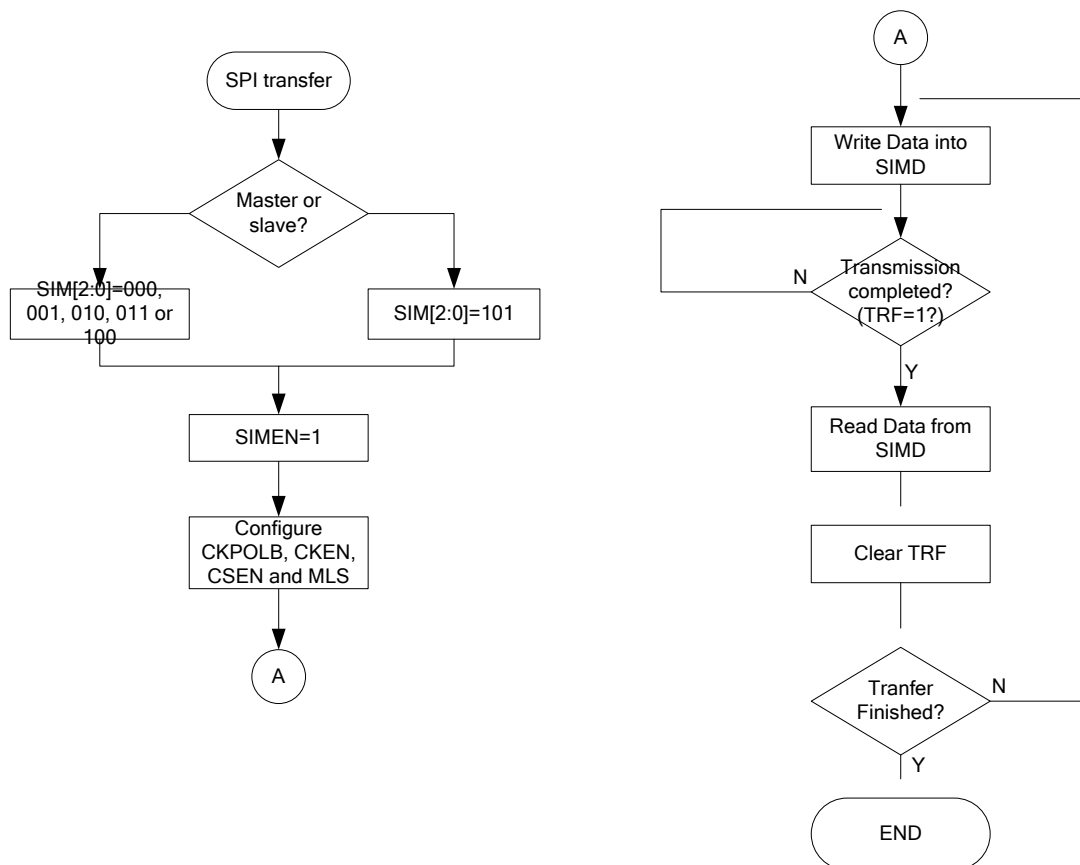 SPI transfer
Master or
slave?
SIM[2:0]=000,
001, 010, 011 or
100
SIM[2:0]=101
SIMEN=1
Configure
CKPOLB, CKEN,
CSEN and MLS
A
A
Write Data into
SIMD
Transmission
completed?
(TRF=1?)
N
Y
Read Data from
SIMD
Clear TRF
Tranfer
Finished?
N
Y
END